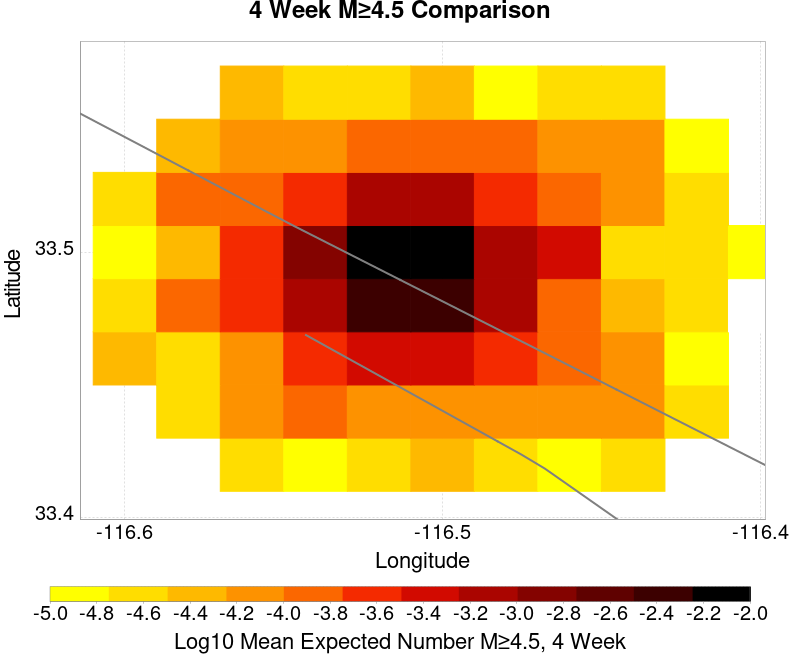 4 Week M≥4.5 Comparison
Latitude
33.5
33.4
-116.6 -116.5 -116.4
Longitude
-5.0 -4.8 -4.6 -4.4 -4.2 -4.0 -3.8 -3.6 -3.4 -3.2 -3.0 -2.8 -2.6 -2.4 -2.2 -2.0
Log10 Mean Expected Number M≥4.5, 4 Week